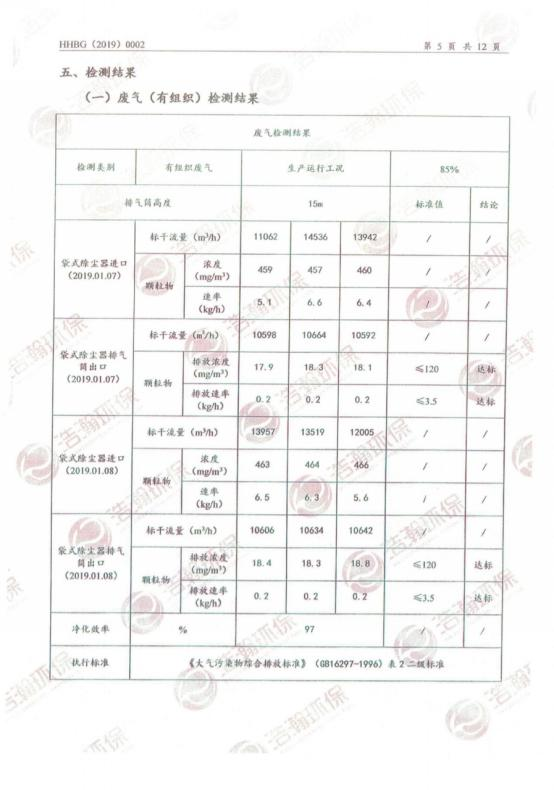 HHBG（2019）0002 第 5 页 共 12 页
五、检测结果
（一）废气（有组织）检测结果
废气检测结果
检测类别 有组织废气 生产运行工况 85%
排气筒高度 15m 标准值 结论
袋式除尘器进口
（2019.01.07）
标干流量（m³/h） 11062 14536 13942 / /
颗粒物
浓度
（mg/m³）
459 457 460 / /
速率
（kg/h）
5.1 6.6 6.4 / /
袋式除尘器排气
筒出口
（2019.01.07）
标干流量（m³/h） 10598 10664 10592 / /
颗粒物
排放浓度
（mg/m³）
17.9 18.3 18.1 ≤120 达标
排放速率
（kg/h）
0.2 0.2 0.2 ≤3.5 达标
袋式除尘器进口
（2019.01.08）
标干流量（m³/h） 13957 13519 12005 / /
颗粒物
浓度
（mg/m³）
463 464 466 / /
速率
（kg/h）
6.5 6.3 5.6 / /
袋式除尘器排气
筒出口
（2019.01.08）
标干流量（m³/h） 10606 10634 10642 / /
颗粒物
排放浓度
（mg/m³）
18.4 18.3 18.8 ≤120 达标
排放速率
（kg/h）
0.2 0.2 0.2 ≤3.5 达标
净化效率 % 97 / /
执行标准 《大气污染物综合排放标准》（GB16297-1996）表 2 二级标准
浩瀚环保